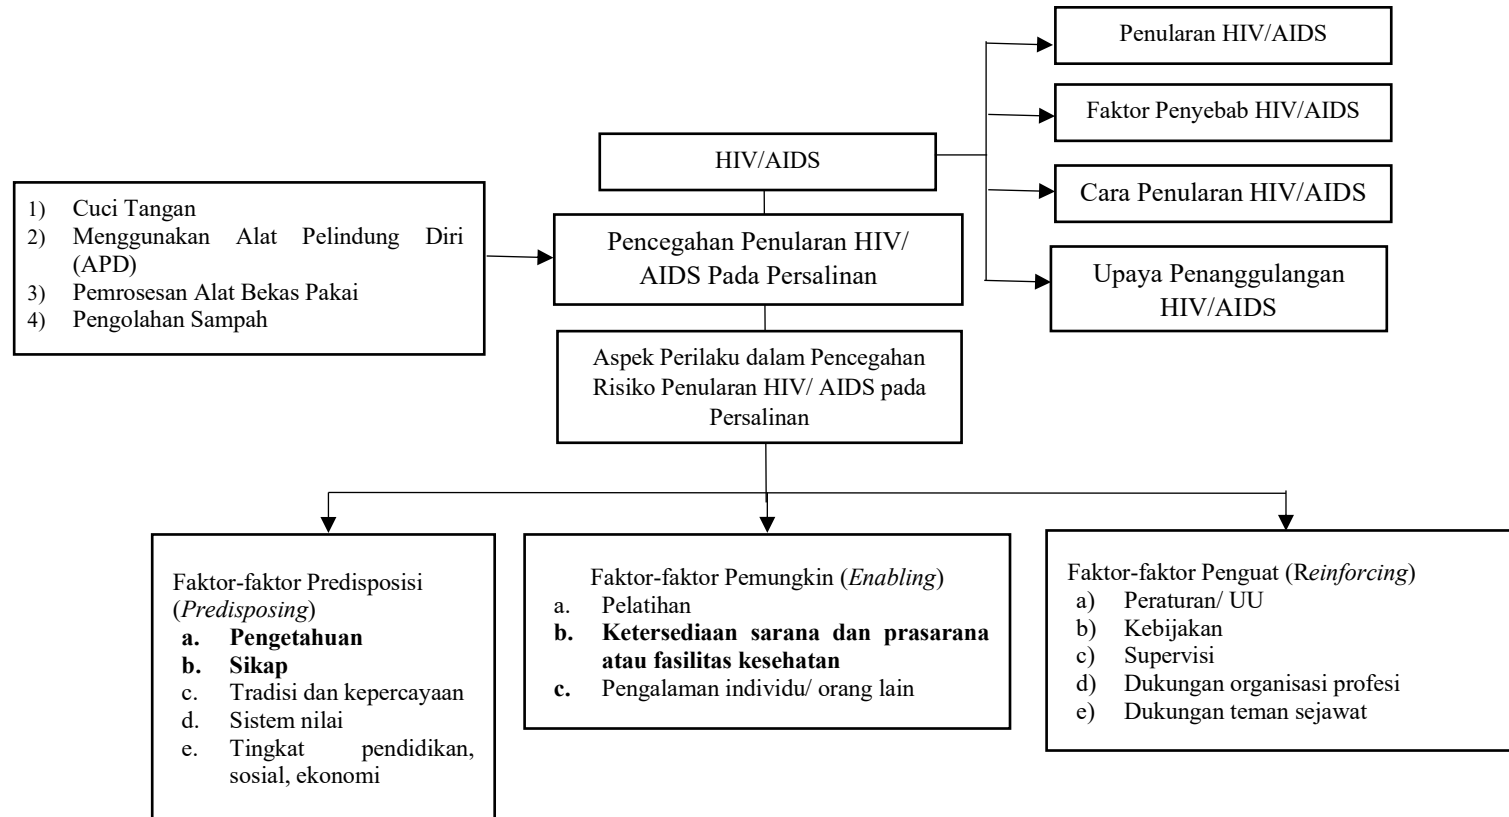 Penularan HIV/AIDS
Faktor Penyebab HIV/AIDS
HIV/AIDS
Cara Penularan HIV/AIDS
1) Cuci Tangan
2) Menggunakan Alat Pelindung Diri
(APD)
3) Pemrosesan Alat Bekas Pakai
4) Pengolahan Sampah
Pencegahan Penularan HIV/
AIDS Pada Persalinan
Upaya Penanggulangan
HIV/AIDS
Aspek Perilaku dalam Pencegahan
Risiko Penularan HIV/ AIDS pada
Persalinan
Faktor-faktor Predisposisi
(Predisposing)
a. Pengetahuan
b. Sikap
c. Tradisi dan kepercayaan
d. Sistem nilai
e. Tingkat pendidikan,
sosial, ekonomi
Faktor-faktor Pemungkin (Enabling)
a. Pelatihan
b. Ketersediaan sarana dan prasarana
atau fasilitas kesehatan
c. Pengalaman individu/ orang lain
Faktor-faktor Penguat (Reinforcing)
a) Peraturan/ UU
b) Kebijakan
c) Supervisi
d) Dukungan organisasi profesi
e) Dukungan teman sejawat